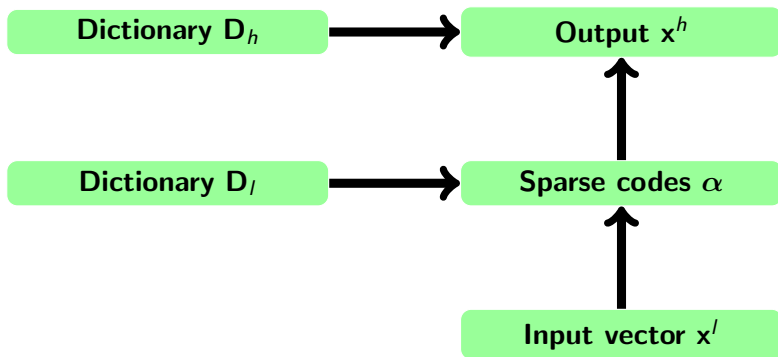 Dictionary D_h
Output x^h
Dictionary D_l
Sparse codes α
Input vector x^l